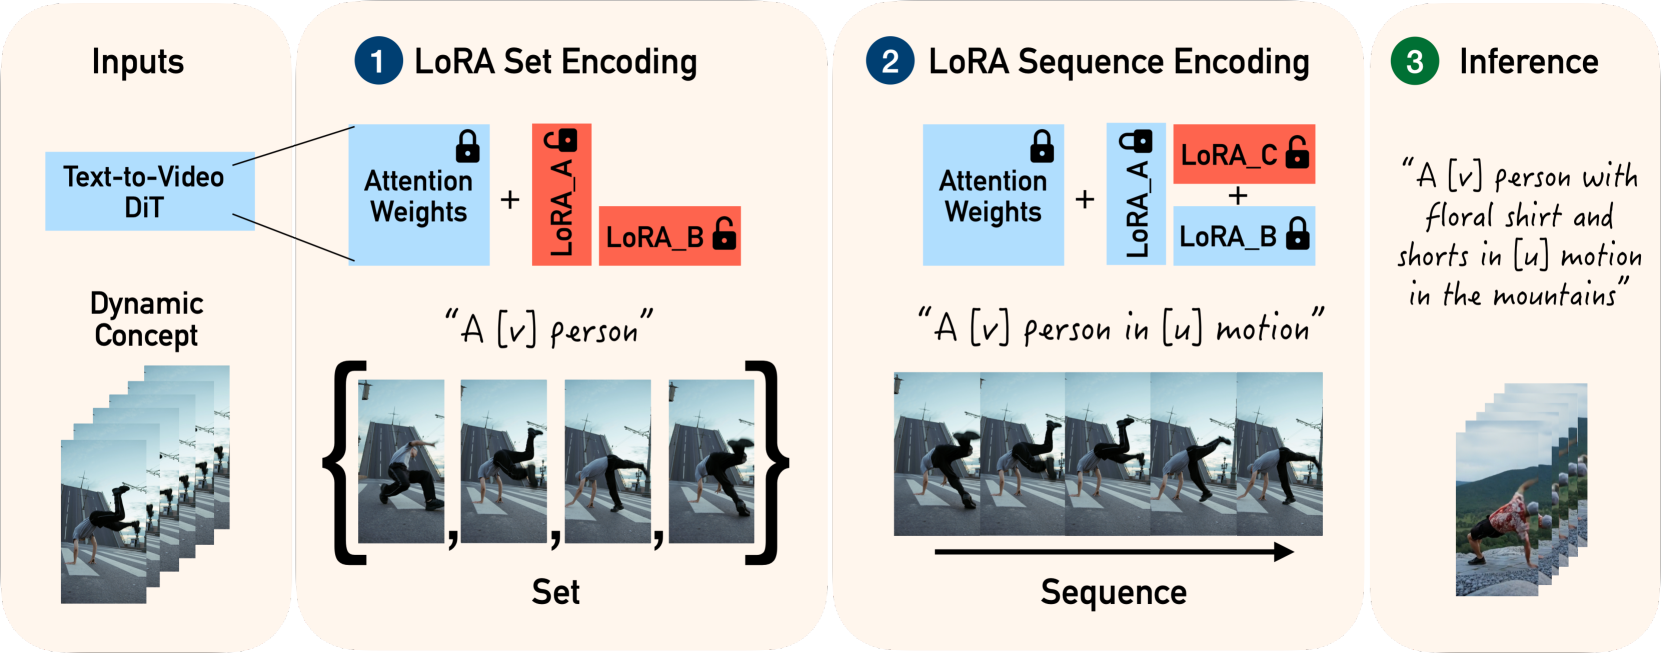 Inputs
Text-to-Video
DiT
Dynamic
Concept
1 LoRA Set Encoding
Attention
Weights
+
LoRA_A
LoRA_B
“A [v] person”
{ , , , }
Set
2 LoRA Sequence Encoding
Attention
Weights
+
LoRA_A
LoRA_C
+
LoRA_B
“A [v] person in [u] motion”
Sequence
3 Inference
“A [v] person with
floral shirt and
shorts in [u] motion
in the mountains”